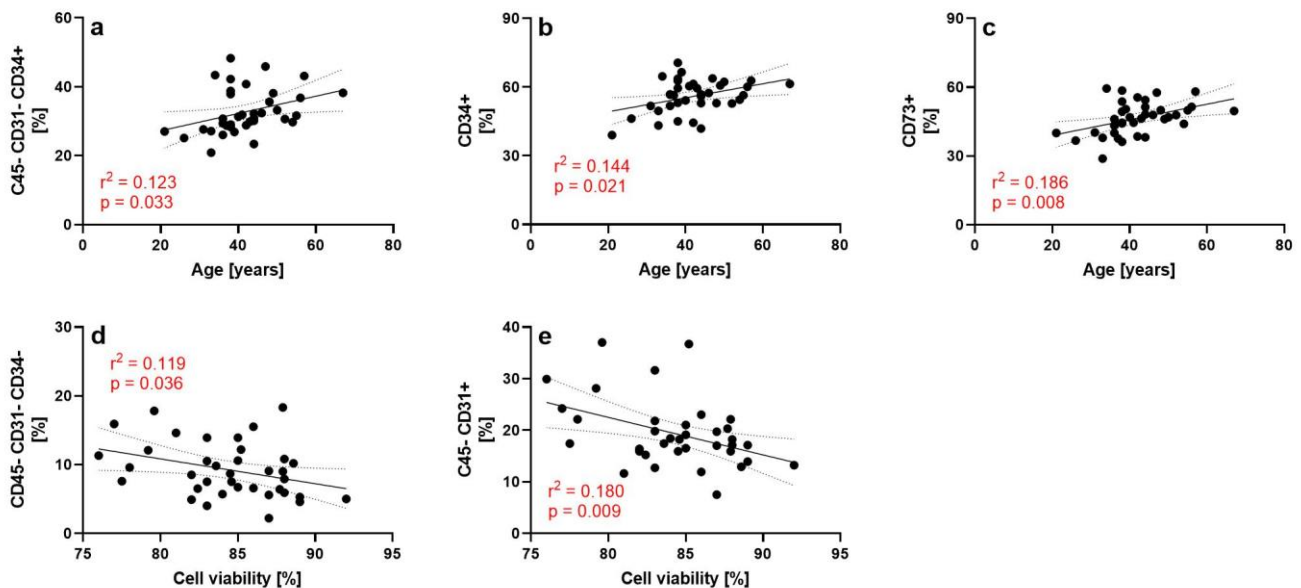 a
C45- CD31- CD34+
[%]
60
40
20
0
r² = 0.123
p = 0.033
0 20 40 60 80
Age [years]
b
CD34+
[%]
90
60
30
0
r² = 0.144
p = 0.021
0 20 40 60 80
Age [years]
c
CD73+
[%]
90
60
30
0
r² = 0.186
p = 0.008
0 20 40 60 80
Age [years]
d
CD45- CD31- CD34-
[%]
30
20
10
0
r² = 0.119
p = 0.036
75 80 85 90 95
Cell viability [%]
e
C45- CD31+
[%]
40
30
20
10
0
r² = 0.180
p = 0.009
75 80 85 90 95
Cell viability [%]